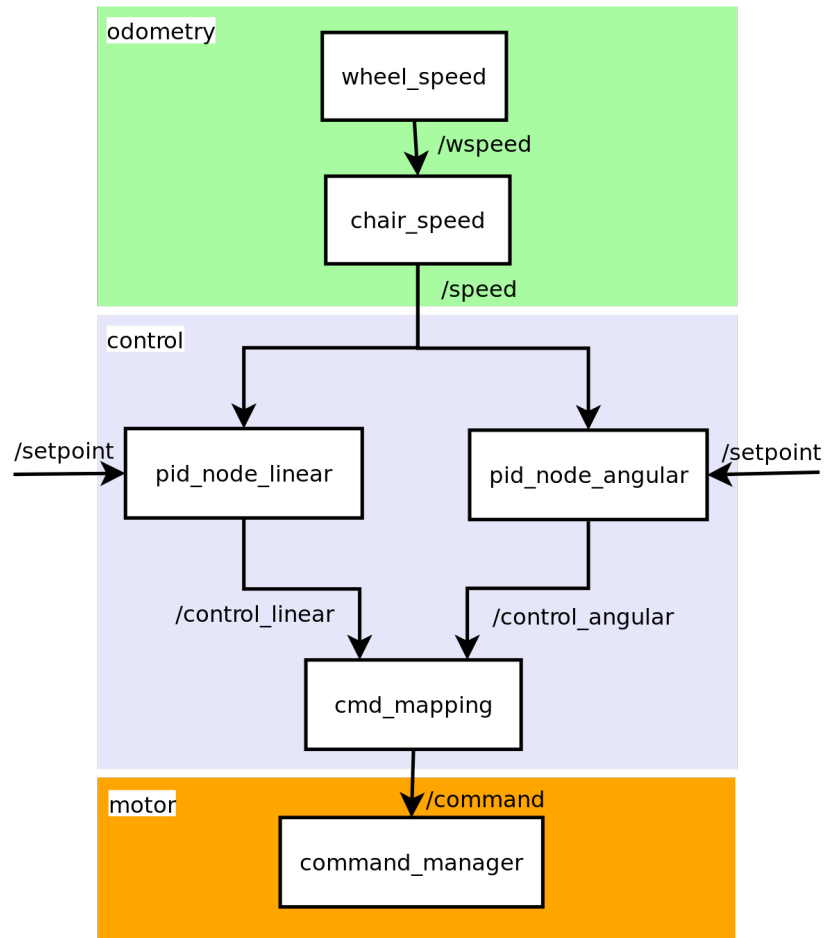 odometry
wheel_speed
/wspeed
chair_speed
/speed
control
/setpoint
pid_node_linear
pid_node_angular
/setpoint
/control_linear
/control_angular
cmd_mapping
motor
/command
command_manager